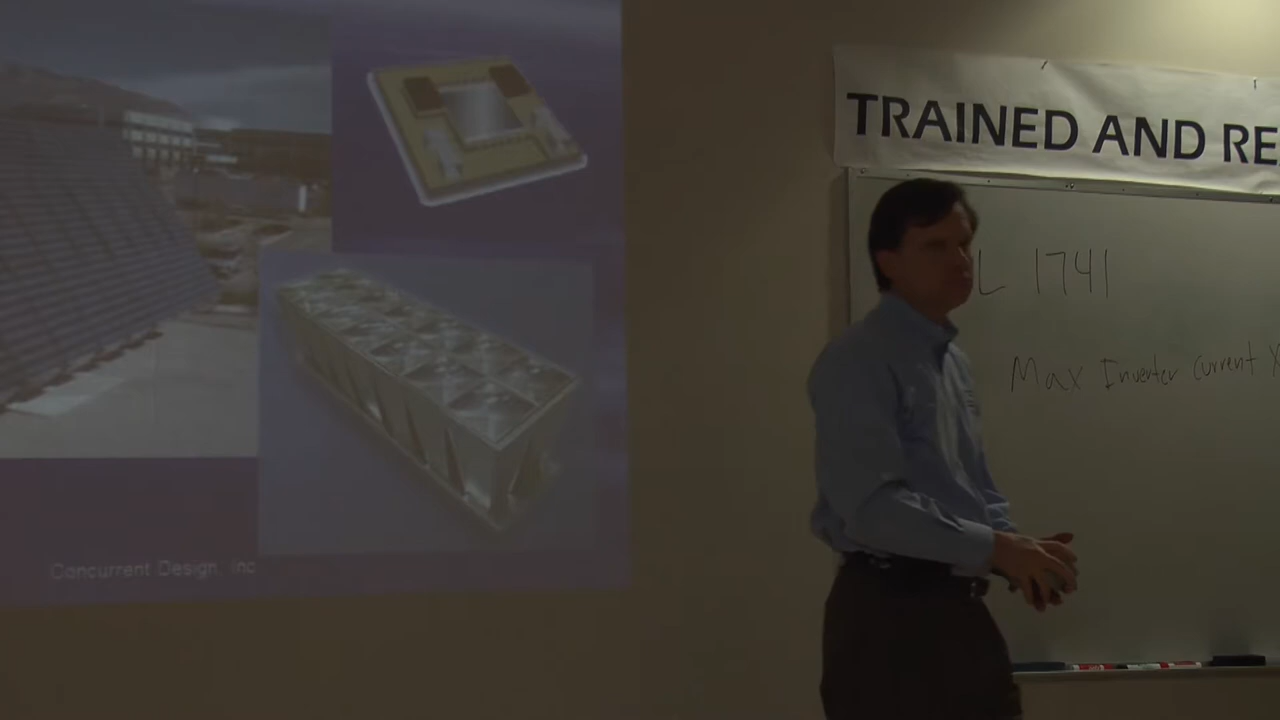 TRAINED AND RE
L 1741
Max Inverter Current
Concurrent Design, Inc